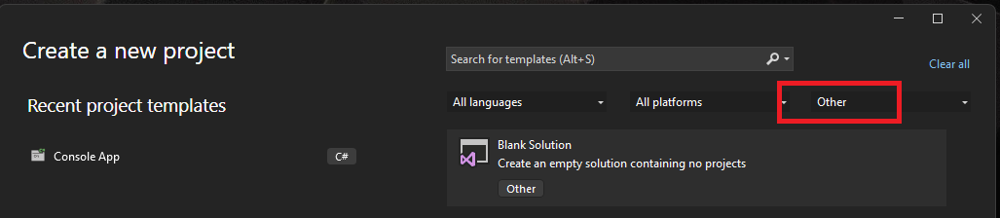 Create a new project
Search for templates (Alt+S)
Clear all
Recent project templates
All languages
All platforms
Other
Console App
C#
Blank Solution
Create an empty solution containing no projects
Other